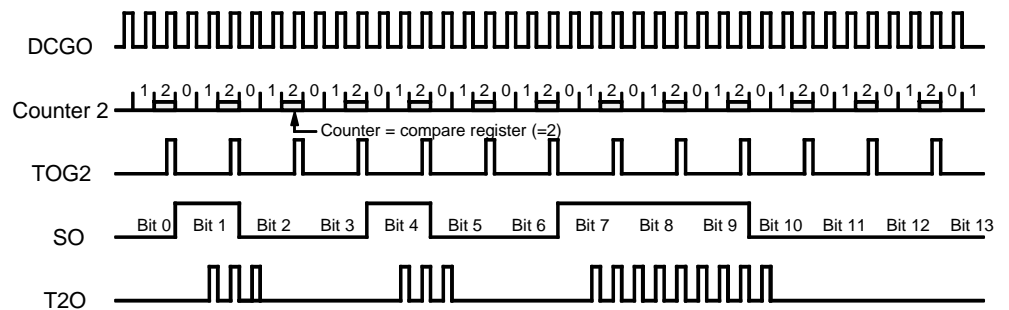 DCGO
Counter 2 1 2 0 1 2 0 1 2 0 1 2 0 1 2 0 1 2 0 1 2 0 1 2 0 1 2 0 1 2 0 1 2 0 1 2 0 1 2 0 1
Counter = compare register (=2)
TOG2
SO Bit 0 Bit 1 Bit 2 Bit 3 Bit 4 Bit 5 Bit 6 Bit 7 Bit 8 Bit 9 Bit 10 Bit 11 Bit 12 Bit 13
T2O